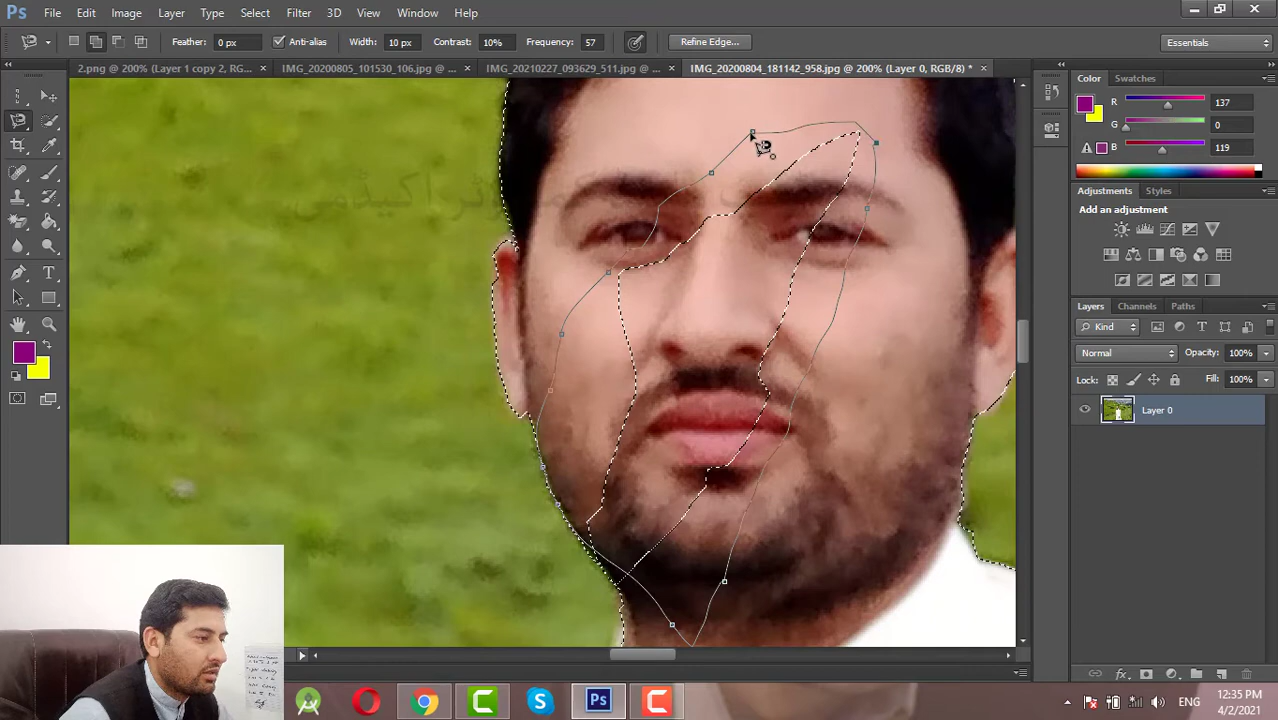 Ps File Edit Image Layer Type Select Filter 3D View Window Help
Feather: 0 px Anti-alias Width: 10 px Contrast: 10% Frequency: 57 Refine Edge... Essentials
2.png @ 200% (Layer 1 copy 2, RG... × IMG_20200805_101530_106.jpg @ ... × IMG_20210227_093629_511.jpg @ ... × IMG_20200804_181142_958.jpg @ 200% (Layer 0, RGB/8) * ×
Color Swatches
R 137
G 0
B 119
Adjustments Styles
Add an adjustment
Layers Channels Paths
Kind
Normal Opacity: 100%
Lock: Fill: 100%
Layer 0
ENG
12:35 PM
4/2/2021